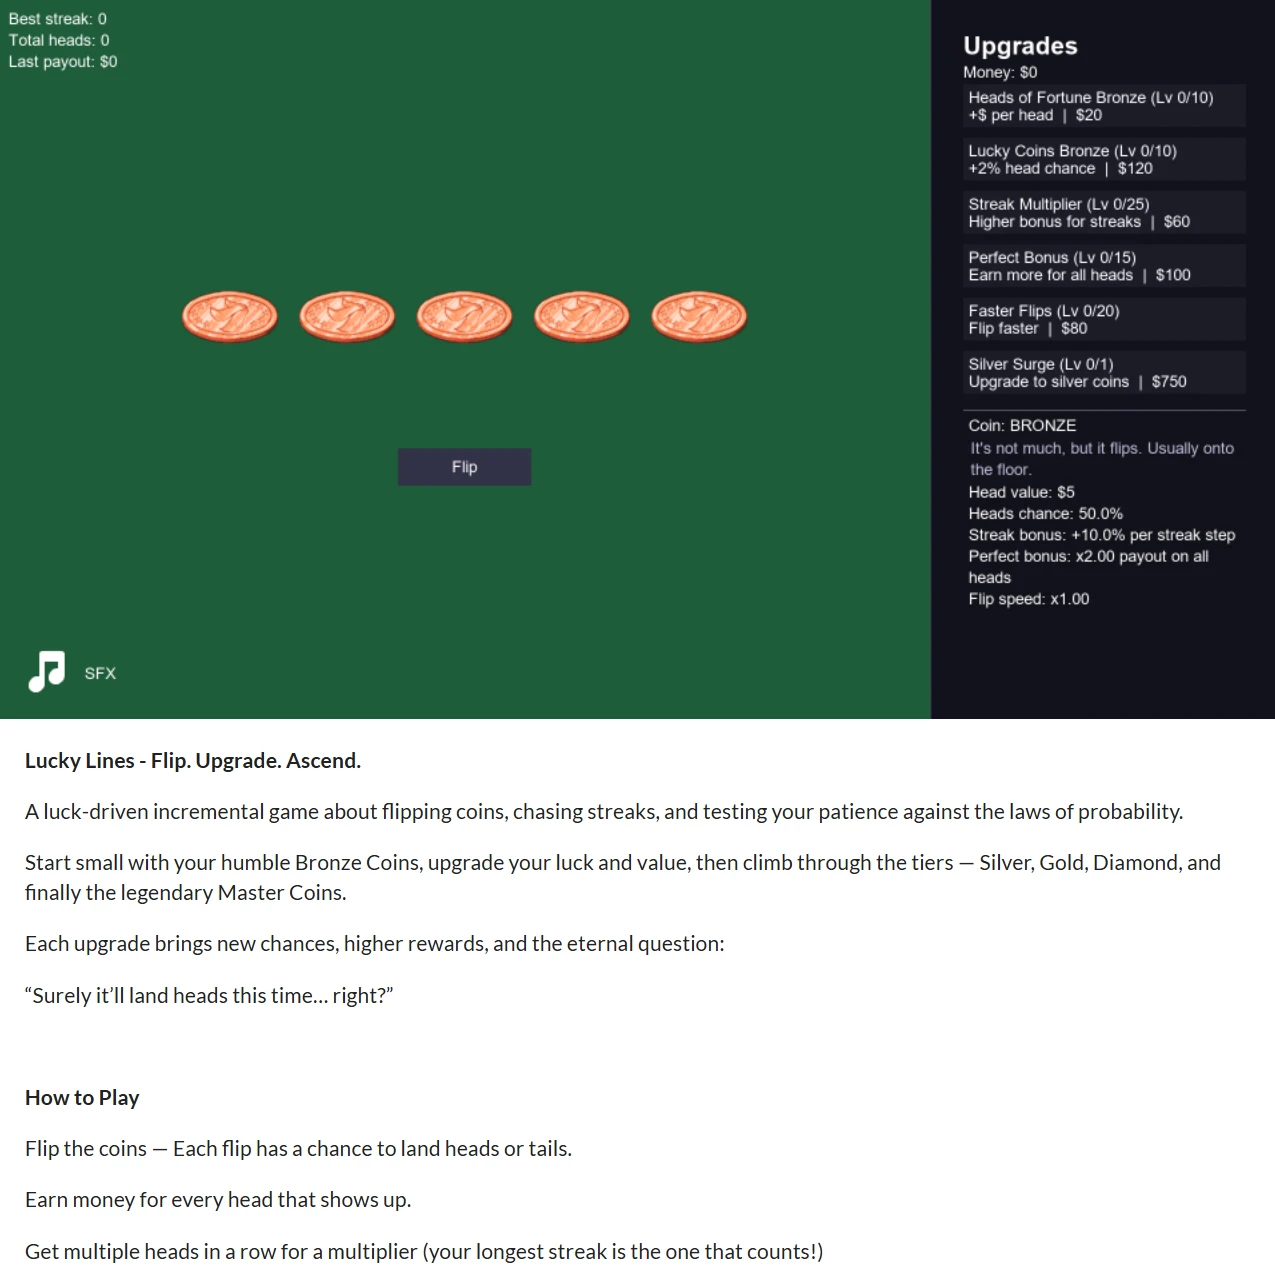 Best streak: 0
Total heads: 0
Last payout: $0
Flip
SFX
Upgrades
Money: $0
Heads of Fortune Bronze (Lv 0/10)
+$ per head | $20
Lucky Coins Bronze (Lv 0/10)
+2% head chance | $120
Streak Multiplier (Lv 0/25)
Higher bonus for streaks | $60
Perfect Bonus (Lv 0/15)
Earn more for all heads | $100
Faster Flips (Lv 0/20)
Flip faster | $80
Silver Surge (Lv 0/1)
Upgrade to silver coins | $750
Coin: BRONZE
It's not much, but it flips. Usually onto
the floor.
Head value: $5
Heads chance: 50.0%
Streak bonus: +10.0% per streak step
Perfect bonus: x2.00 payout on all
heads
Flip speed: x1.00
Lucky Lines - Flip. Upgrade. Ascend.
A luck-driven incremental game about flipping coins, chasing streaks, and testing your patience against the laws of probability.
Start small with your humble Bronze Coins, upgrade your luck and value, then climb through the tiers — Silver, Gold, Diamond, and
finally the legendary Master Coins.
Each upgrade brings new chances, higher rewards, and the eternal question:
“Surely it’ll land heads this time… right?”
How to Play
Flip the coins — Each flip has a chance to land heads or tails.
Earn money for every head that shows up.
Get multiple heads in a row for a multiplier (your longest streak is the one that counts!)